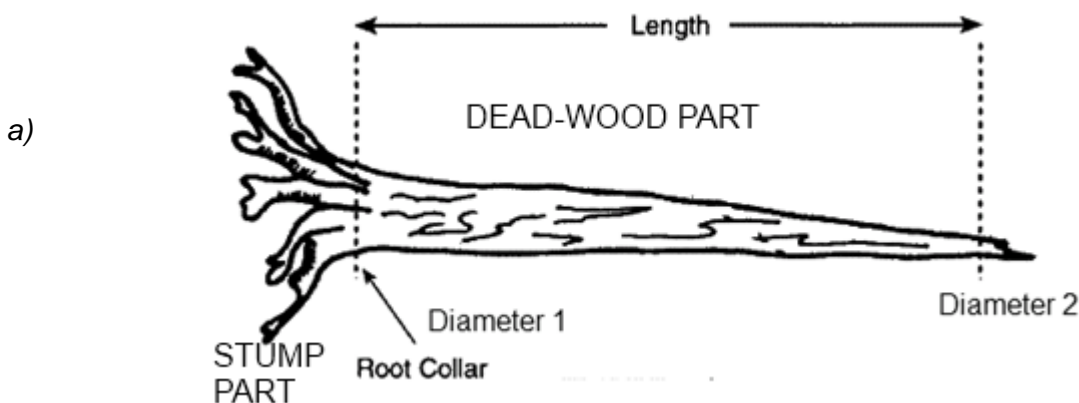 Length
a)
DEAD-WOOD PART
Diameter 1
Diameter 2
STUMP
PART
Root Collar